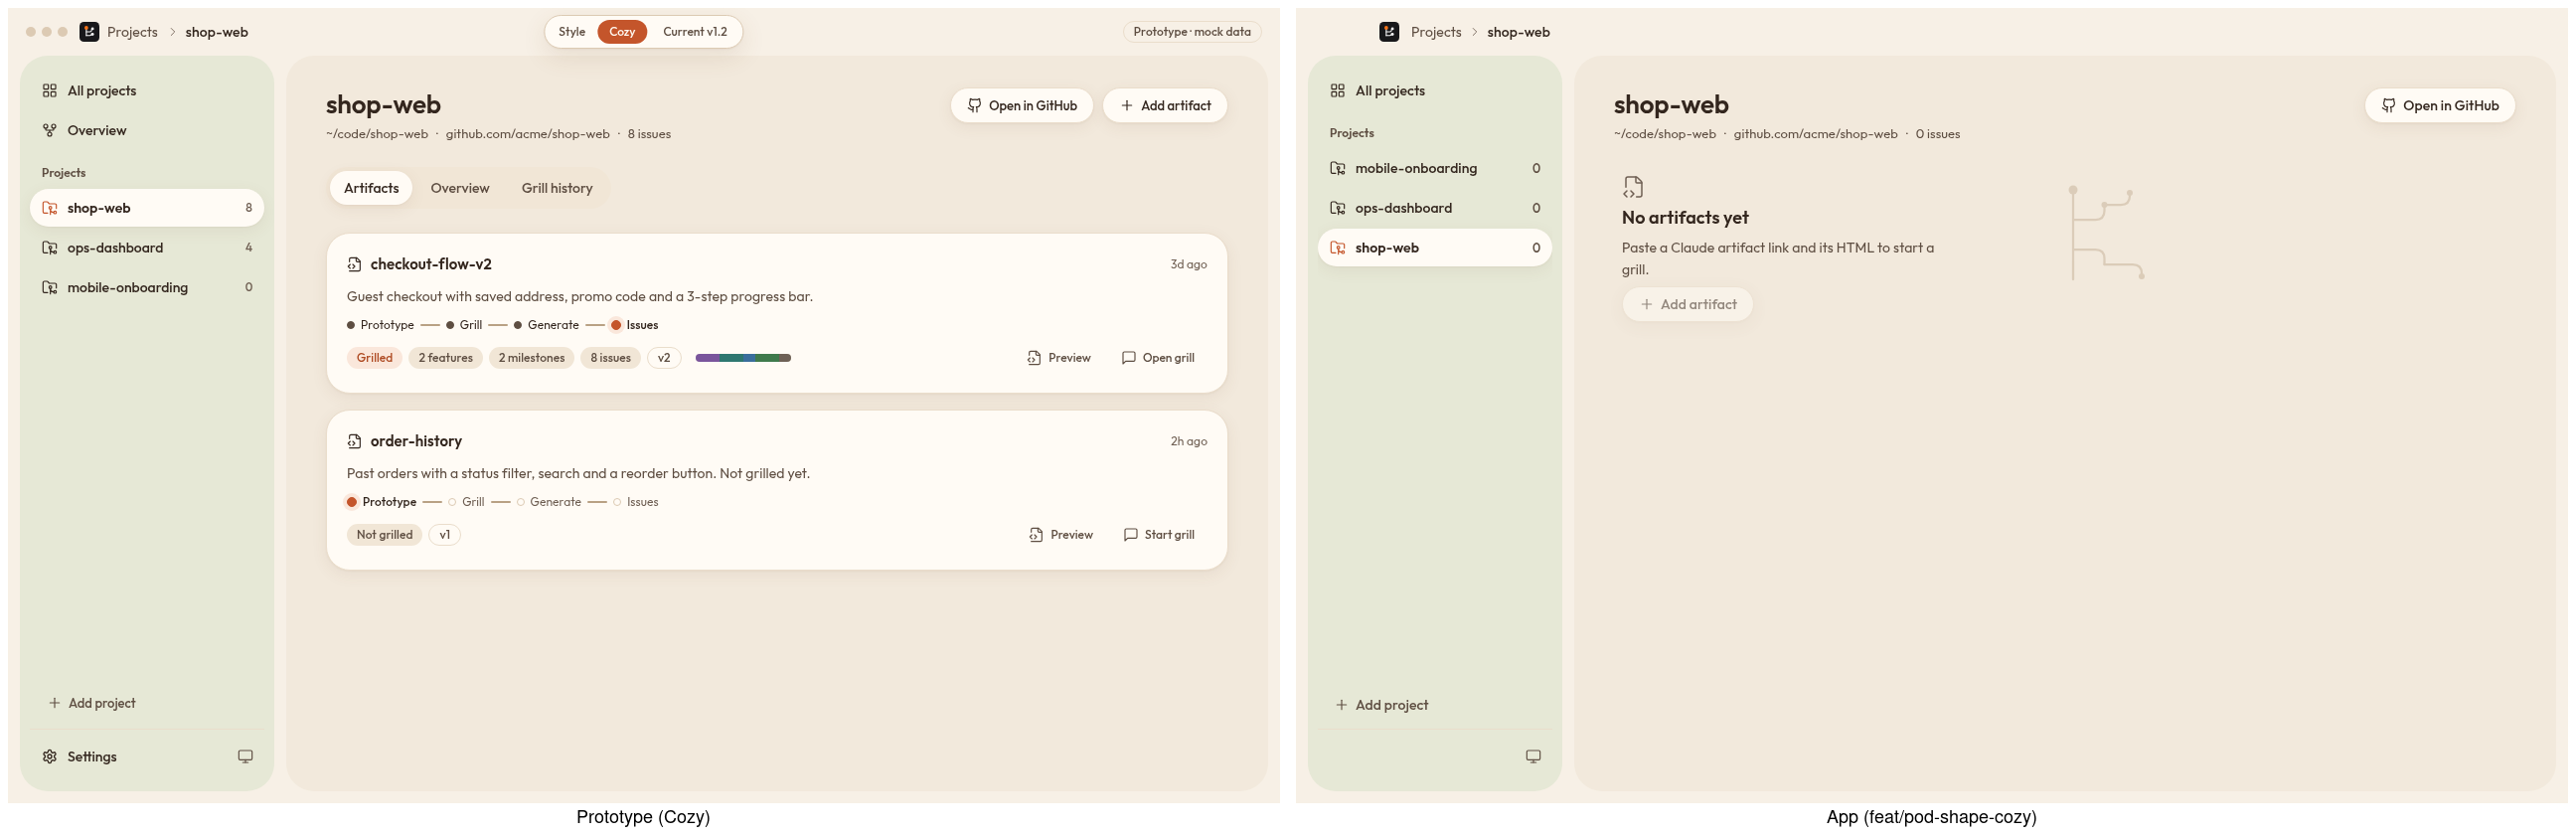 Projects > shop-web
Style Cozy Current v1.2
Prototype · mock data
All projects
Overview
Projects
shop-web 8
ops-dashboard 4
mobile-onboarding 0
Add project
Settings
shop-web
~/code/shop-web · github.com/acme/shop-web · 8 issues
Open in GitHub
Add artifact
Artifacts Overview Grill history
checkout-flow-v2 3d ago
Guest checkout with saved address, promo code and a 3-step progress bar.
Prototype Grill Generate Issues
Grilled 2 features 2 milestones 8 issues v2 Preview Open grill
order-history 2h ago
Past orders with a status filter, search and a reorder button. Not grilled yet.
Prototype Grill Generate Issues
Not grilled v1 Preview Start grill
Prototype (Cozy)
Projects > shop-web
All projects
Projects
mobile-onboarding 0
ops-dashboard 0
shop-web 0
Add project
shop-web
~/code/shop-web · github.com/acme/shop-web · 0 issues
Open in GitHub
No artifacts yet
Paste a Claude artifact link and its HTML to start a
grill.
Add artifact
App (feat/pod-shape-cozy)